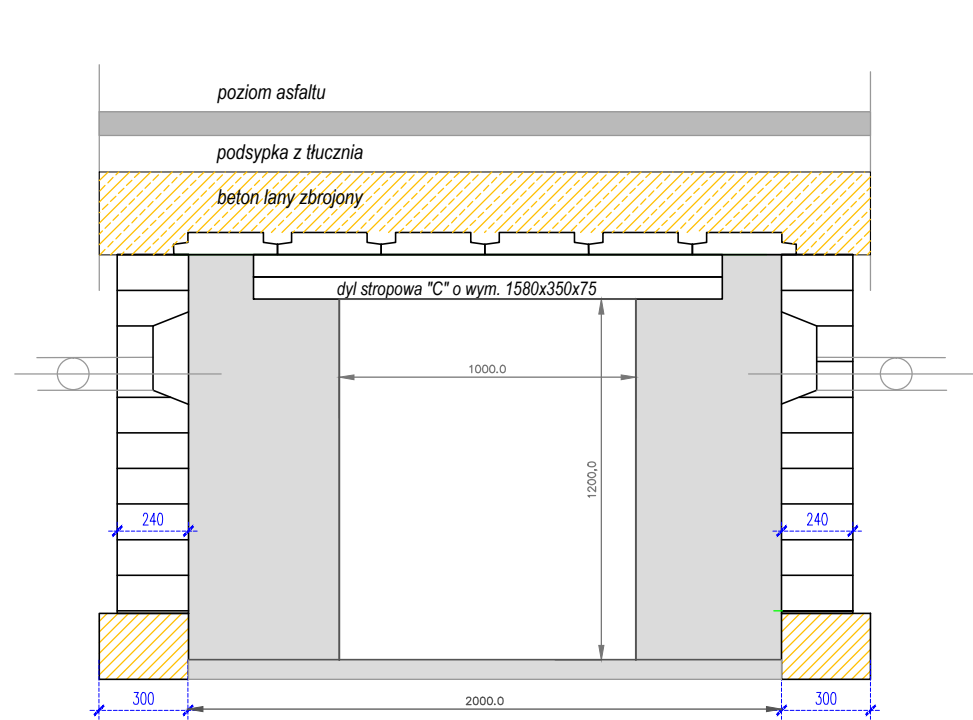 poziom asfaltu
podsypka z tłucznia
beton lany zbrojony
dyl stropowa "C" o wym. 1580x350x75
1000.0
1200.0
240
240
300
2000.0
300